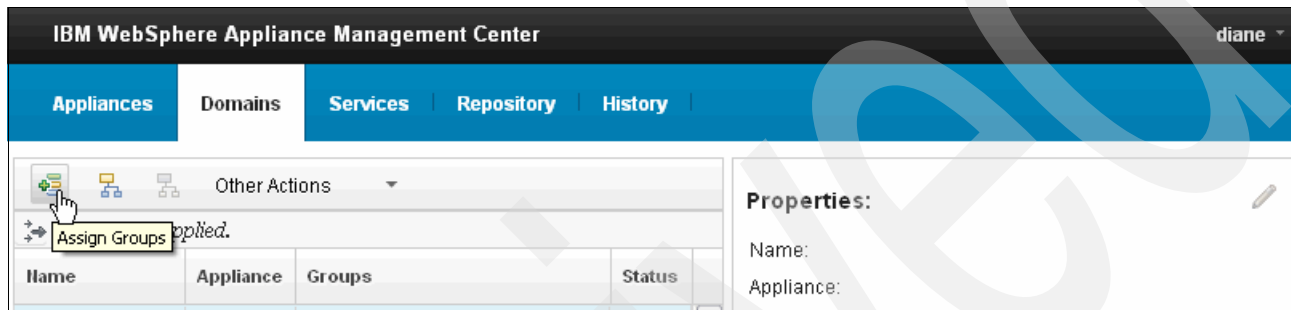 IBM WebSphere Appliance Management Center diane
Appliances Domains Services Repository History
Other Actions
Assign Groups
Name Appliance Groups Status
Properties:
Name:
Appliance: